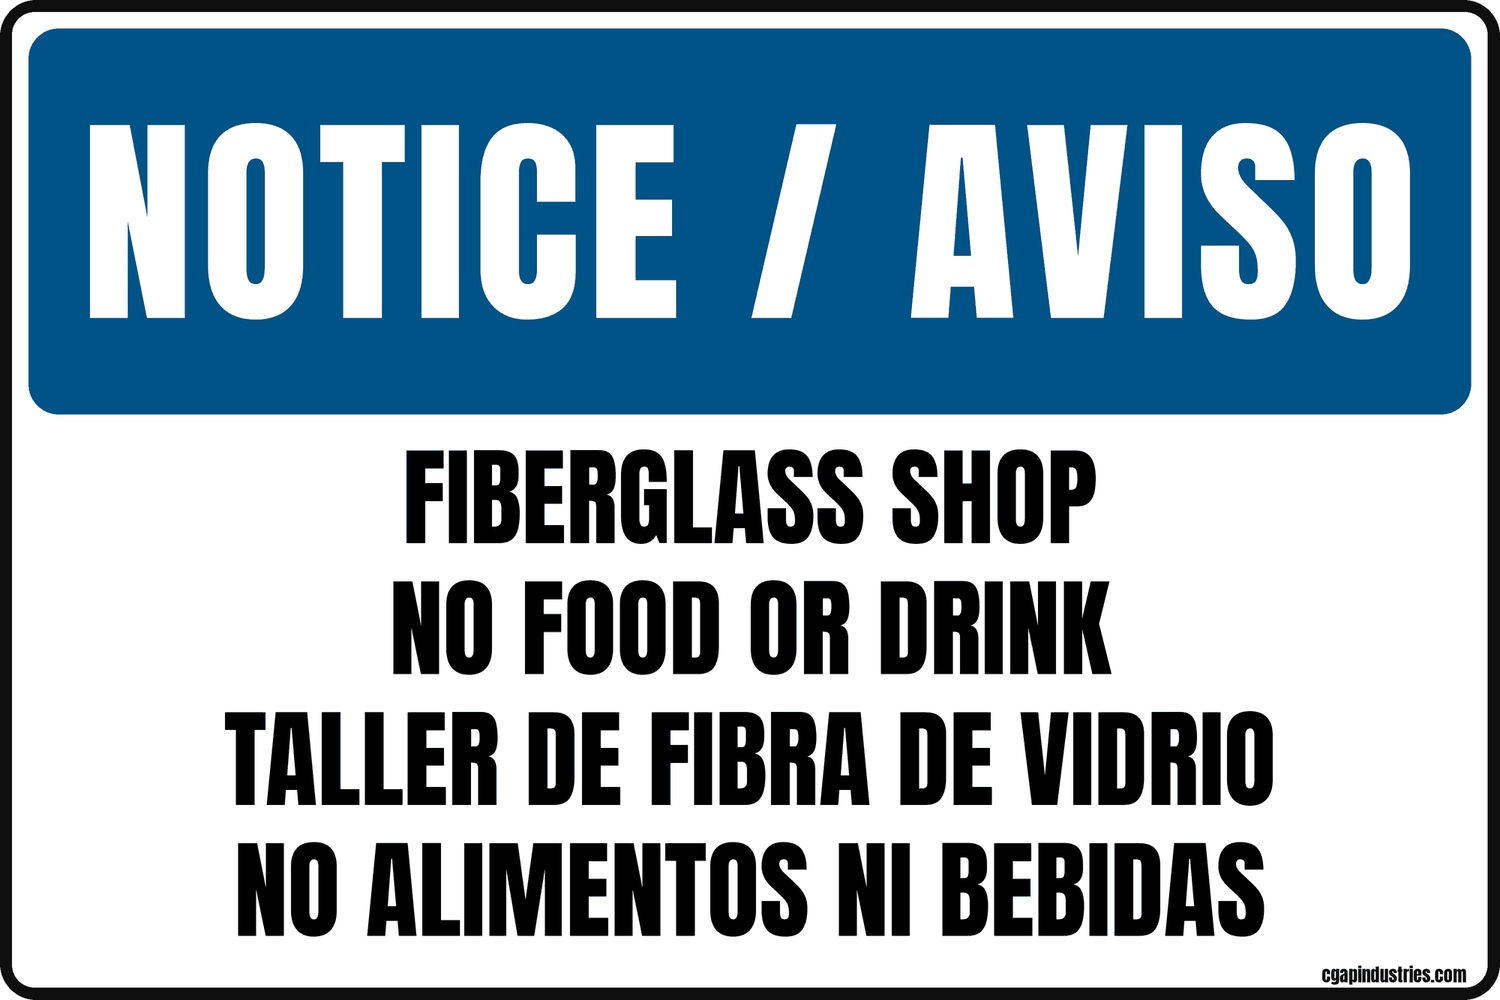 NOTICE / AVISO
FIBERGLASS SHOP
NO FOOD OR DRINK
TALLER DE FIBRA DE VIDRIO
NO ALIMENTOS NI BEBIDAS
cgapindustries.com